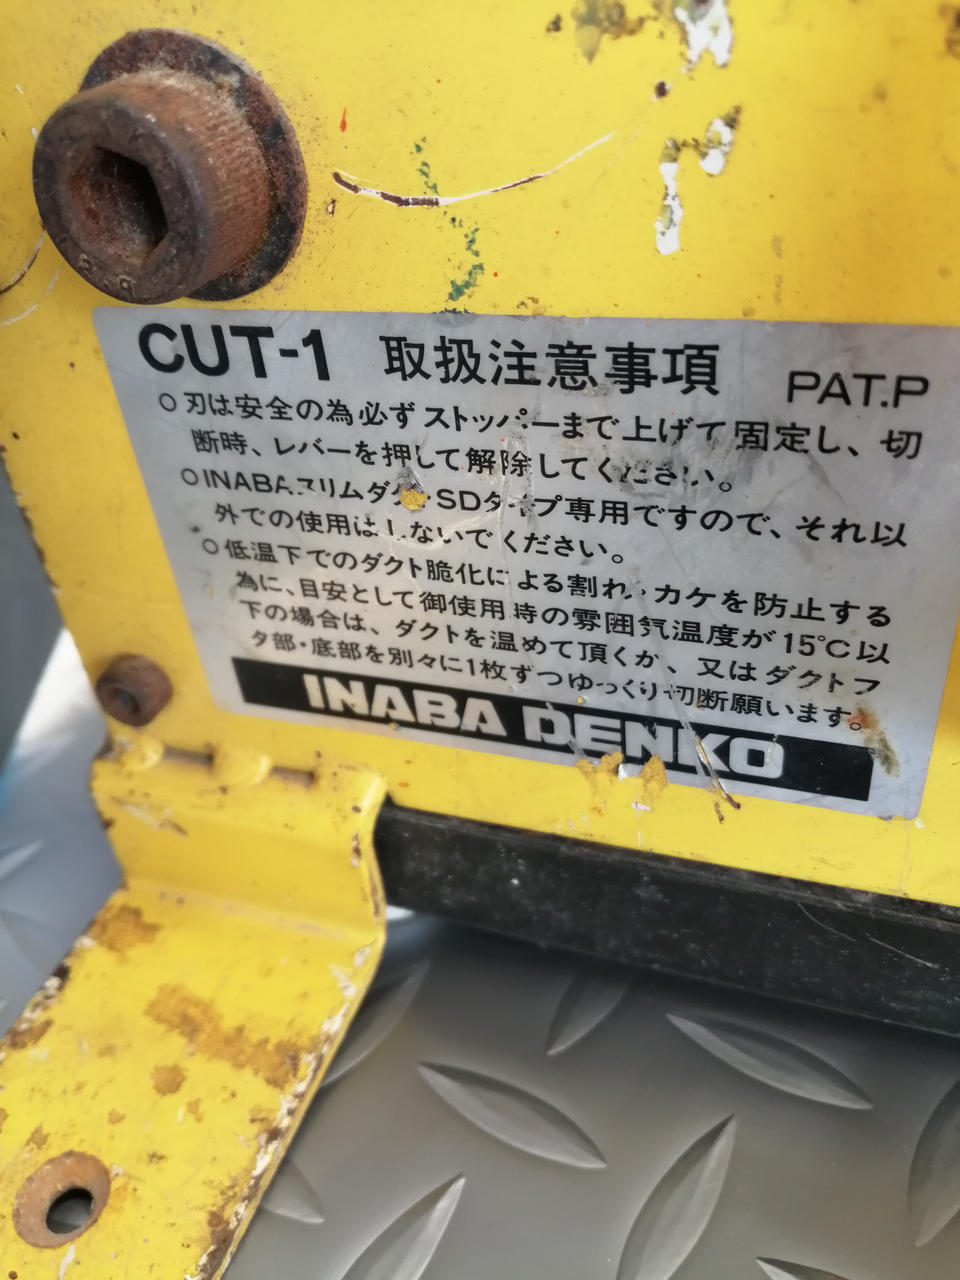 CUT-1 取扱注意事項 PAT.P
○刃は安全の為必ずストッパーまで上げて固定し、切
断時、レバーを押して解除してください。
○INABAスリムダクトSDタイプ専用ですので、それ以
外での使用はしないでください。
○低温下でのダクト脆化による割れ・カケを防止する
為に、目安として御使用時の雰囲気温度が15℃以
下の場合は、ダクトを温めて頂くか、又はダクトフ
タ部・底部を別々に1枚ずつゆっくり切断願います。
INABA DENKO